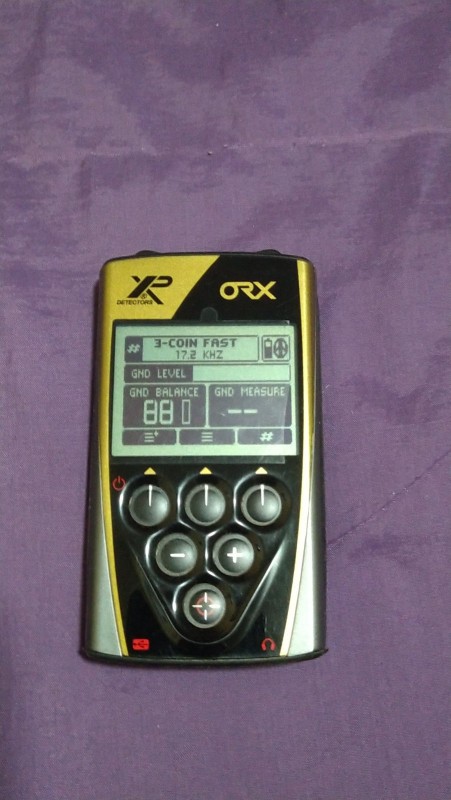 XP
DETECTORS
ORX
3-COIN FAST
17.2 KHZ
GND LEVEL
GND BALANCE
GND MEASURE
88
--
#
- +